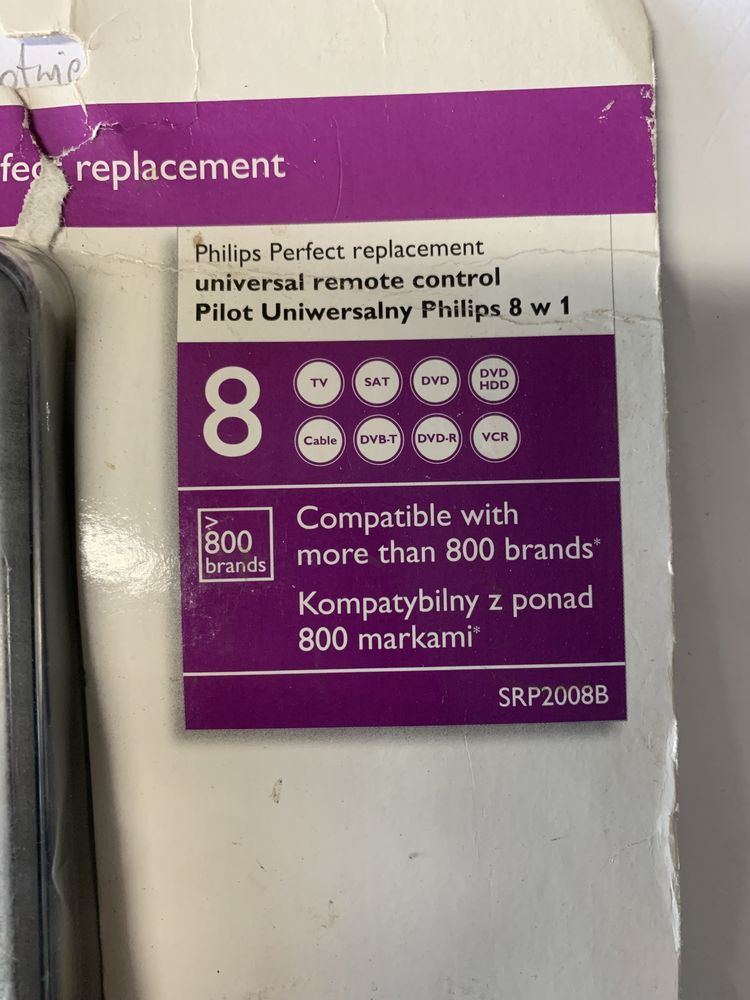 replacement
Philips Perfect replacement
universal remote control
Pilot Uniwersalny Philips 8 w 1
8
TV SAT DVD DVD HDD
Cable DVB-T DVD-R VCR
>
800
brands
Compatible with
more than 800 brands*
Kompatybilny z ponad
800 markami*
SRP2008B